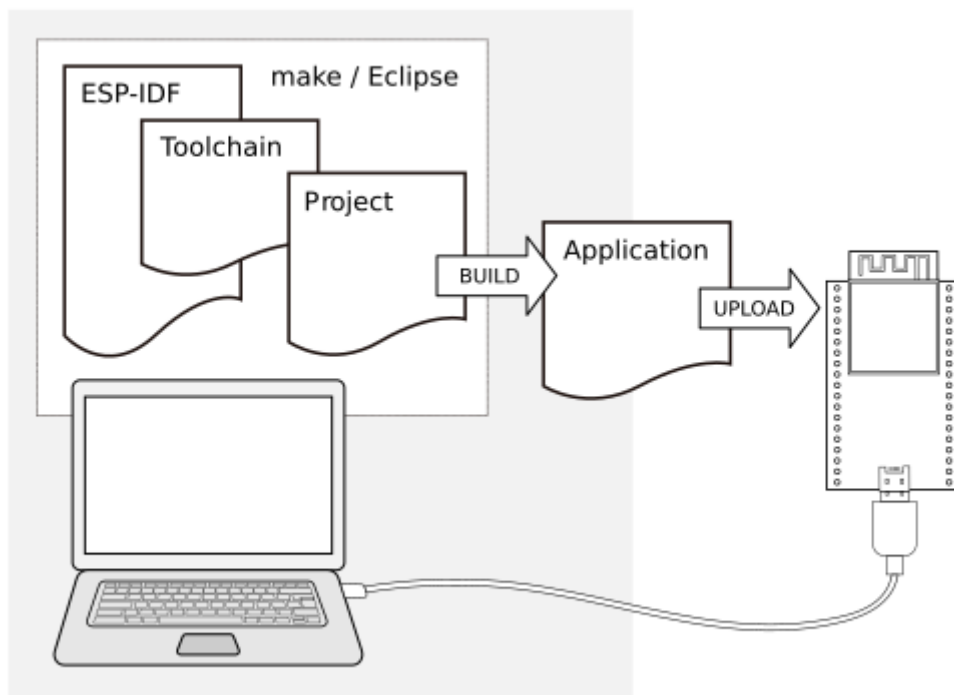 make / Eclipse
ESP-IDF
Toolchain
Project
BUILD
Application
UPLOAD